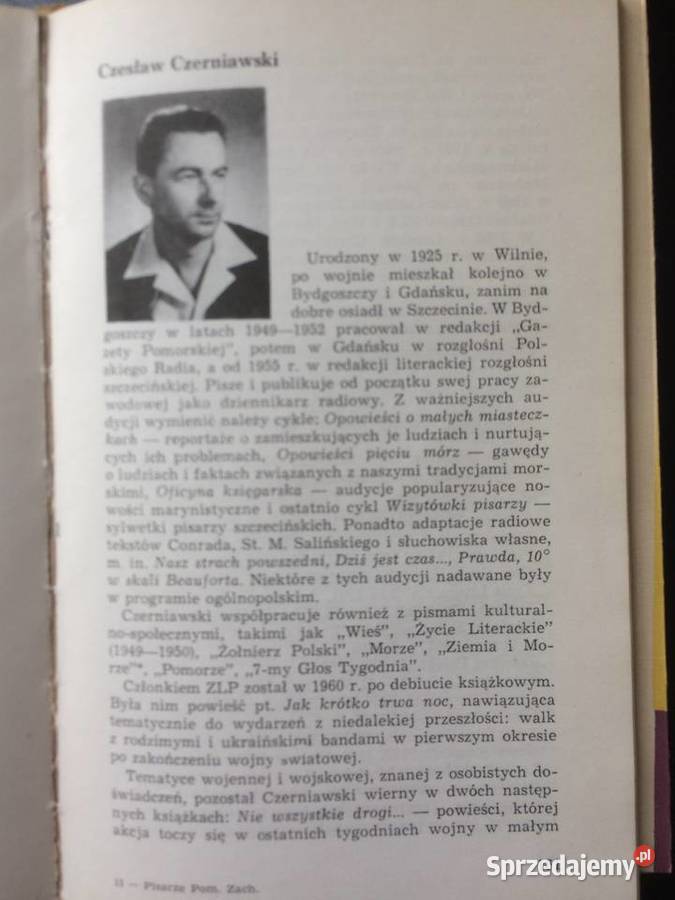 Czesław Czerniawski
Urodzony w 1925 r. w Wilnie,
po wojnie mieszkał kolejno w
Bydgoszczy i Gdańsku, zanim na
dobre osiadł w Szczecinie. W Byd-
goszczy w latach 1949—1952 pracował w redakcji „Ga-
zety Pomorskiej", potem w Gdańsku w rozgłośni Pol-
skiego Radia, a od 1955 r. w redakcji literackiej rozgłośni
szczecińskiej. Pisze i publikuje od początku swej pracy za-
wodowej jako dziennikarz radiowy. Z ważniejszych au-
dycji wymienić należy cykle: Opowieści o małych miastecz-
kach — reportaże o zamieszkujących je ludziach i nurtują-
cych ich problemach, Opowieści pięciu mórz — gawędy
o ludziach i faktach związanych z naszymi tradycjami mor-
skimi, Oficyna księgarska — audycje popularyzujące no-
wości marynistyczne i ostatnio cykl Wizytówki pisarzy —
sylwetki pisarzy szczecińskich. Ponadto adaptacje radiowe
tekstów Conrada, St. M. Salińskiego i słuchowiska własne,
m. in. Nasz strach powszedni, Dziś jest czas..., Prawda, 10°
w skali Beauforta. Niektóre z tych audycji nadawane były
w programie ogólnopolskim.
Czerniawski współpracuje również z pismami kultural-
no-społecznymi, takimi jak „Wieś", „Życie Literackie"
(1949—1950), „Żołnierz Polski", „Morze", „Ziemia i Mo-
rze", „Pomorze", „7-my Głos Tygodnia".
Członkiem ZLP został w 1960 r. po debiucie książkowym.
Była nim powieść pt. Jak krótko trwa noc, nawiązująca
tematycznie do wydarzeń z niedalekiej przeszłości: walk
z rodzimymi i ukraińskimi bandami w pierwszym okresie
po zakończeniu wojny światowej.
Tematyce wojennej i wojskowej, znanej z osobistych do-
świadczeń, pozostał Czerniawski wierny w dwóch następ-
nych książkach: Nie wszystkie drogi... — powieści, której
akcja toczy się w ostatnich tygodniach wojny w małym
11 — Pisarze Pom. Zach.
Sprzedajemy.pl